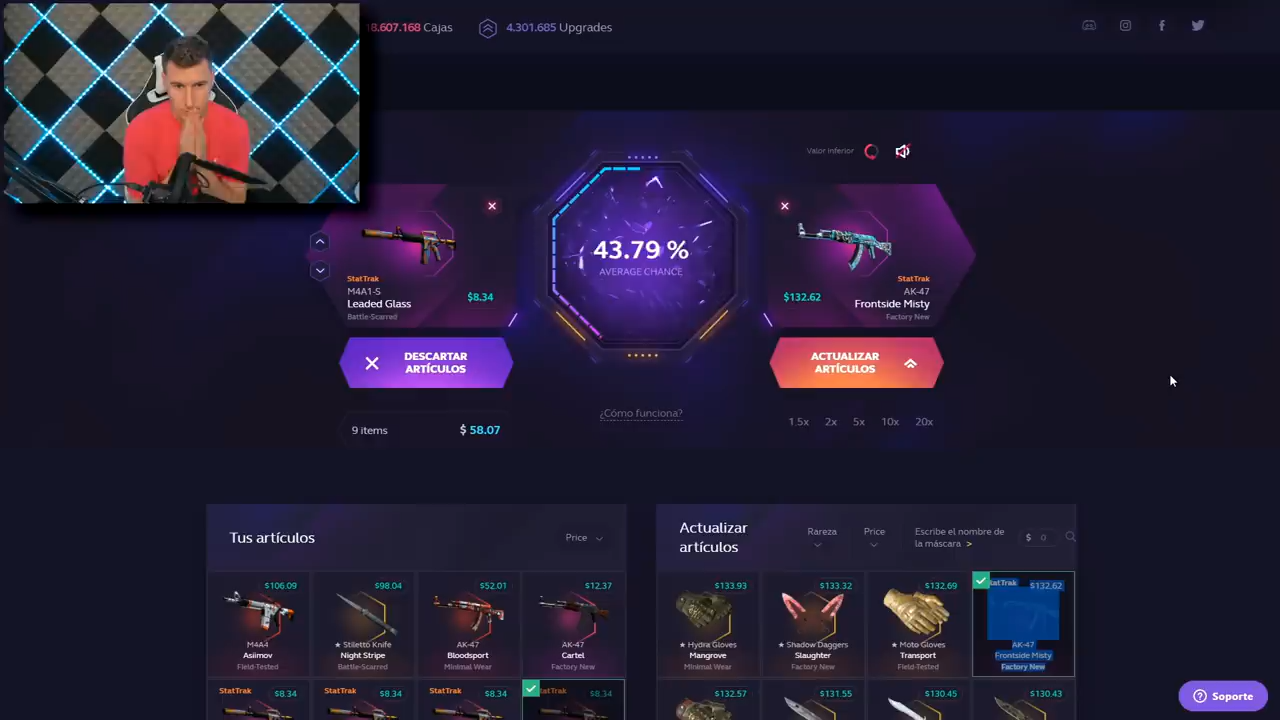 18.607.168 Cajas
4.301.685 Upgrades
Valor inferior
43.79 %
AVERAGE CHANCE
StatTrak
M4A1-S
Leaded Glass
$8.34
Battle-Scarred
StatTrak
$132.62
AK-47
Frontside Misty
Factory New
DESCARTAR
ARTÍCULOS
ACTUALIZAR
ARTÍCULOS
¿Cómo funciona?
1.5x 2x 5x 10x 20x
9 items
$ 58.07
Tus artículos
Price
Actualizar
artículos
Rareza
Price
Escribe el nombre de
la máscara >
$ 0
$106.09
M4A4
Asiimov
Field-Tested
$98.04
★ Stiletto Knife
Night Stripe
Battle-Scarred
$52.01
AK-47
Bloodsport
Minimal Wear
$12.37
AK-47
Cartel
Factory New
$133.93
★ Hydra Gloves
Mangrove
Minimal Wear
$133.32
★ Shadow Daggers
Slaughter
Factory New
$132.69
★ Moto Gloves
Transport
Field-Tested
StatTrak
$132.62
AK-47
Frontside Misty
Factory New
StatTrak $8.34
StatTrak $8.34
StatTrak $8.34
StatTrak $8.34
$132.57
$131.55
$130.45
$130.43
Soporte